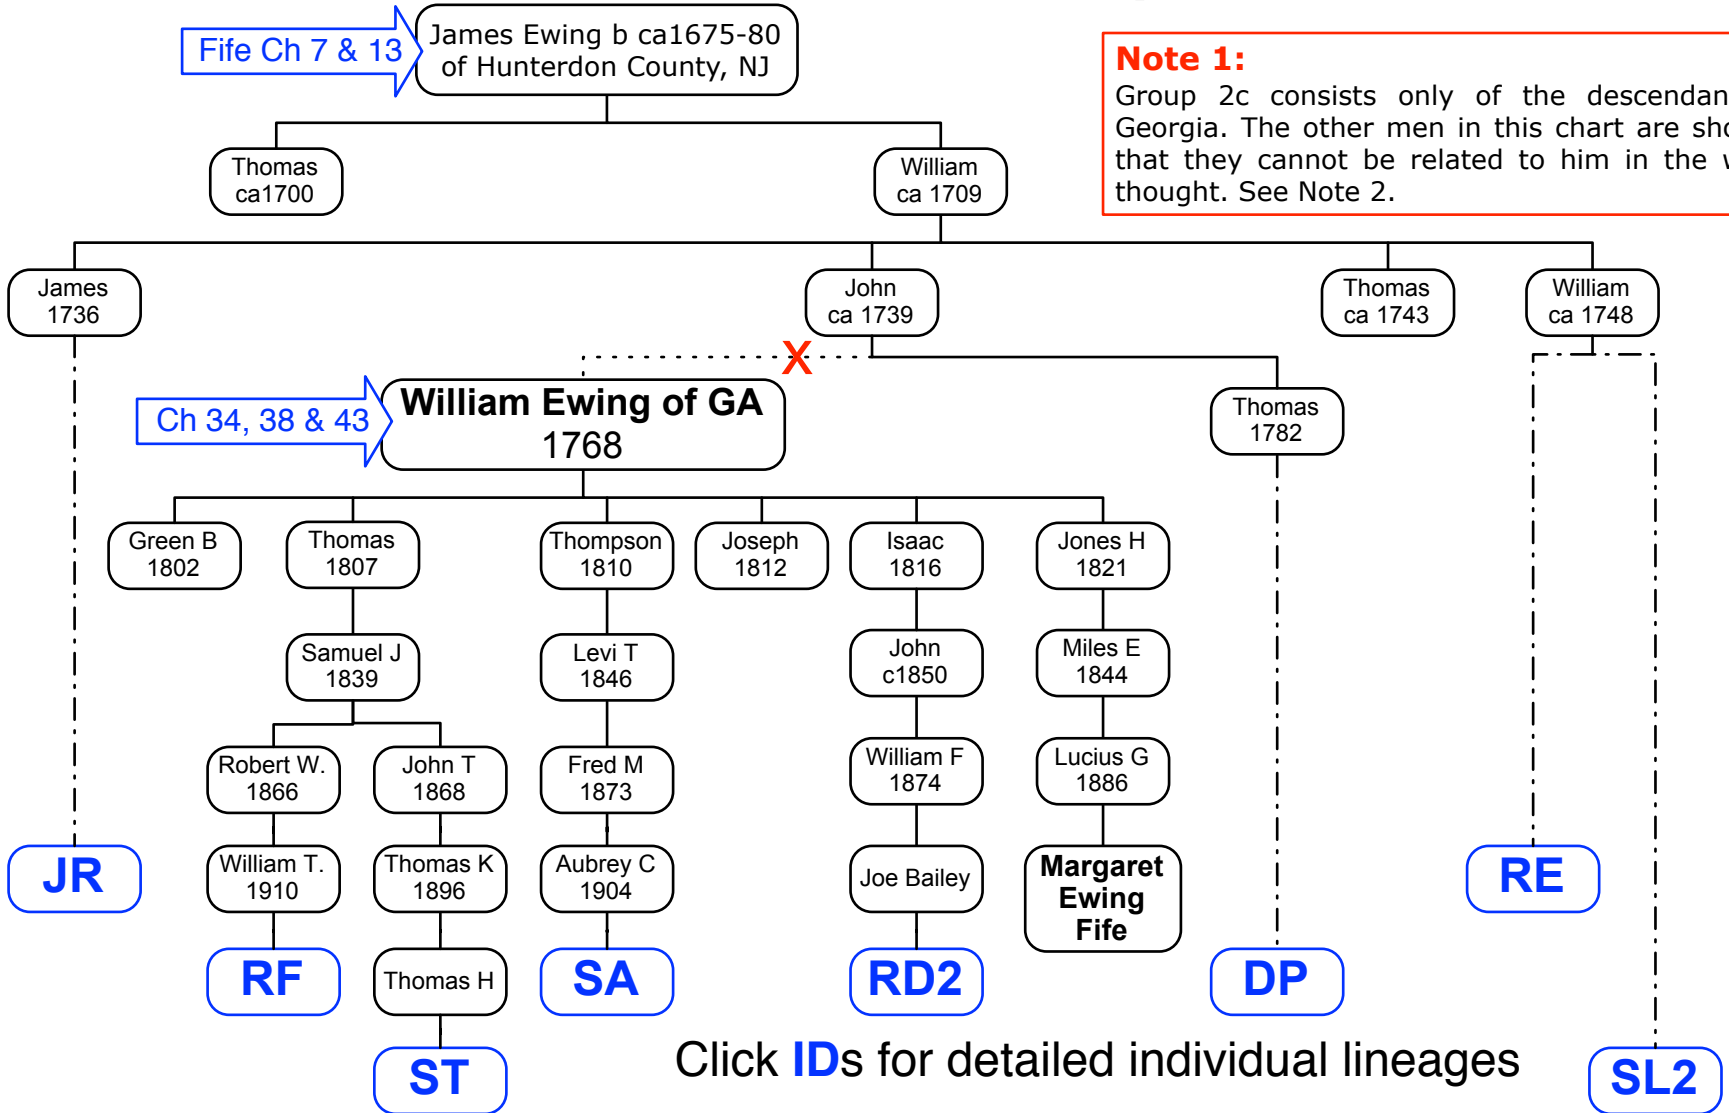 Fife Ch 7 & 13
James Ewing b ca1675-80
of Hunterdon County, NJ
Note 1:
Group 2c consists only of the
Georgia. The other men in this chart are
that they cannot be related to him in the
thought. See Note 2.
Thomas
ca1700
William
ca 1709
James
1736
John
ca 1739
Thomas
ca 1743
William
ca 1748
X
Ch 34, 38 & 43
William Ewing of GA
1768
Thomas
1782
Green B
1802
Thomas
1807
Thompson
1810
Joseph
1812
Isaac
1816
Jones H
1821
Samuel J
1839
Levi T
1846
John
c1850
Miles E
1844
Robert W.
1866
John T
1868
Fred M
1873
William F
1874
Lucius G
1886
JR
William T.
1910
Thomas K
1896
Aubrey C
1904
Joe Bailey
Margaret
Ewing
Fife
RE
RF
Thomas H
SA
RD2
DP
ST
Click IDs for detailed individual lineages
SL2